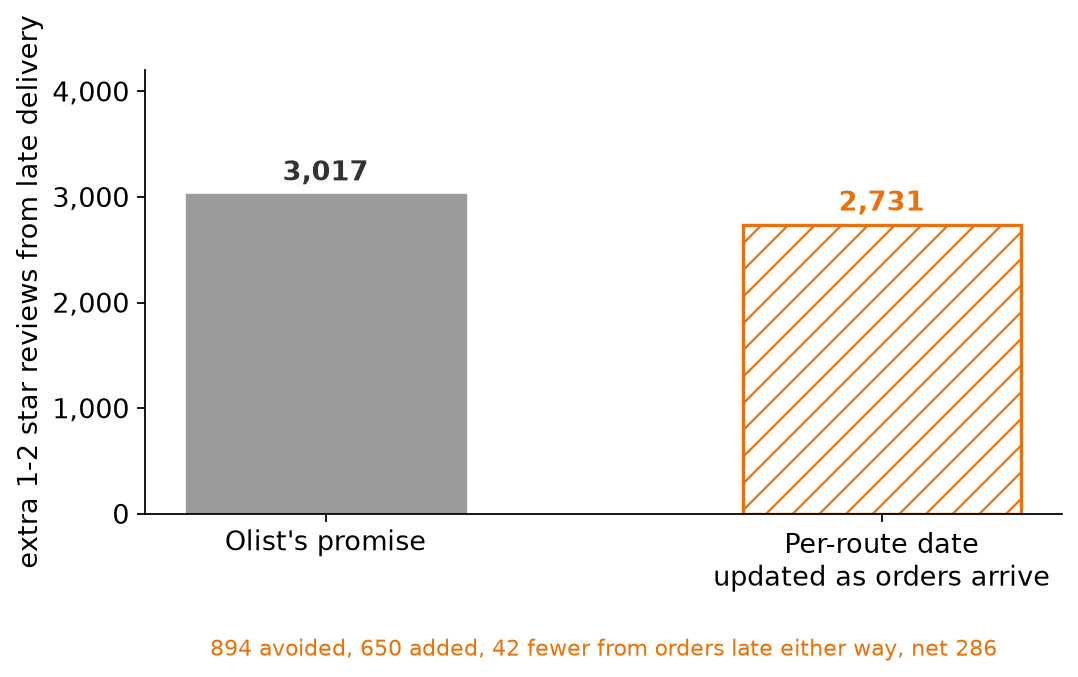 extra 1-2 star reviews from late delivery
4,000
3,000
2,000
1,000
0
3,017
2,731
Olist's promise
Per-route date
updated as orders arrive
894 avoided, 650 added, 42 fewer from orders late either way, net 286